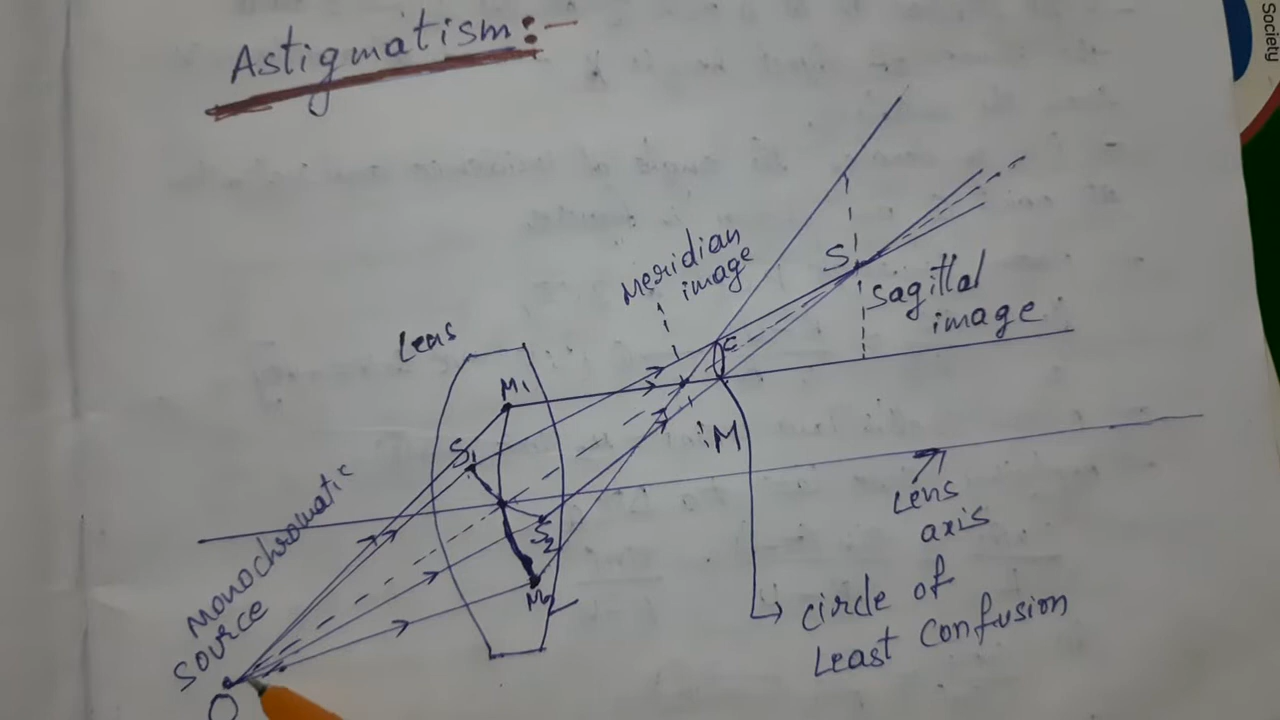 Society
Astigmatism:-
Meridian
image
S
Sagittal
image
Lens
M1
C
S1
M
Monochromatic
source
S2
M2
Lens
axis
circle of
Least confusion
O